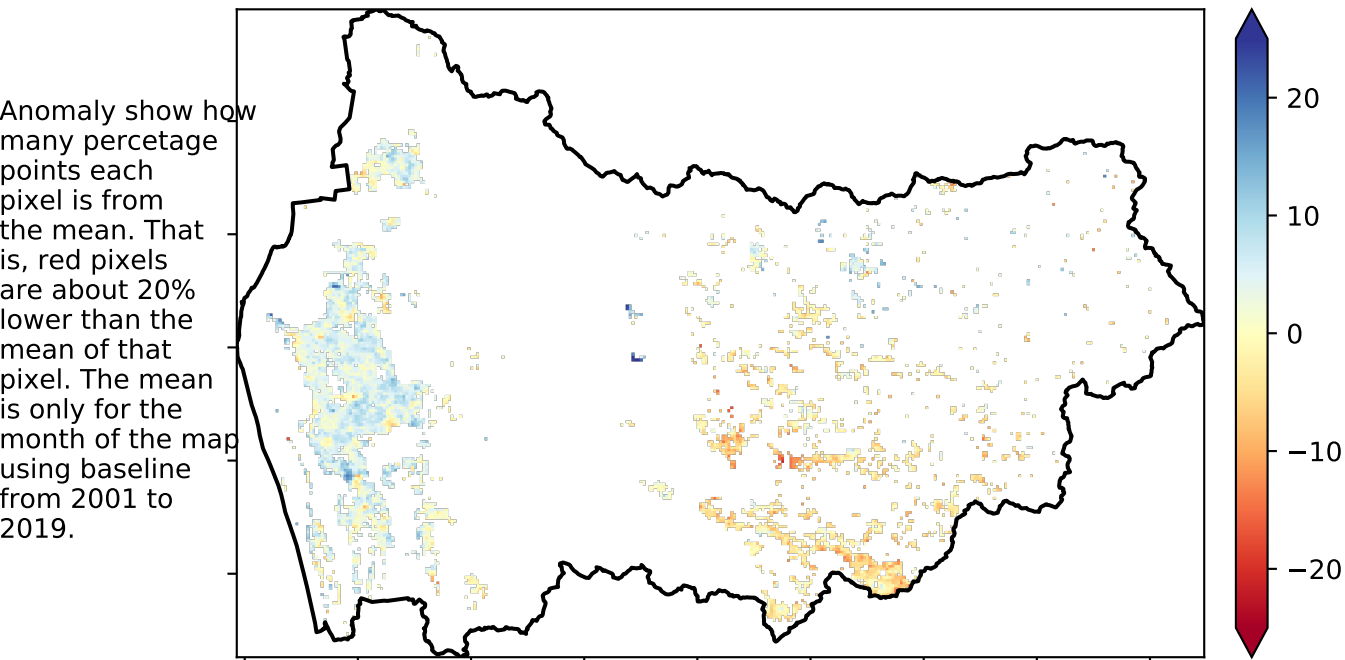 Anomaly show how
many percetage
points each
pixel is from
the mean. That
is, red pixels
are about 20%
lower than the
mean of that
pixel. The mean
is only for the
month of the map
using baseline
from 2001 to
2019.
20
10
0
−10
−20